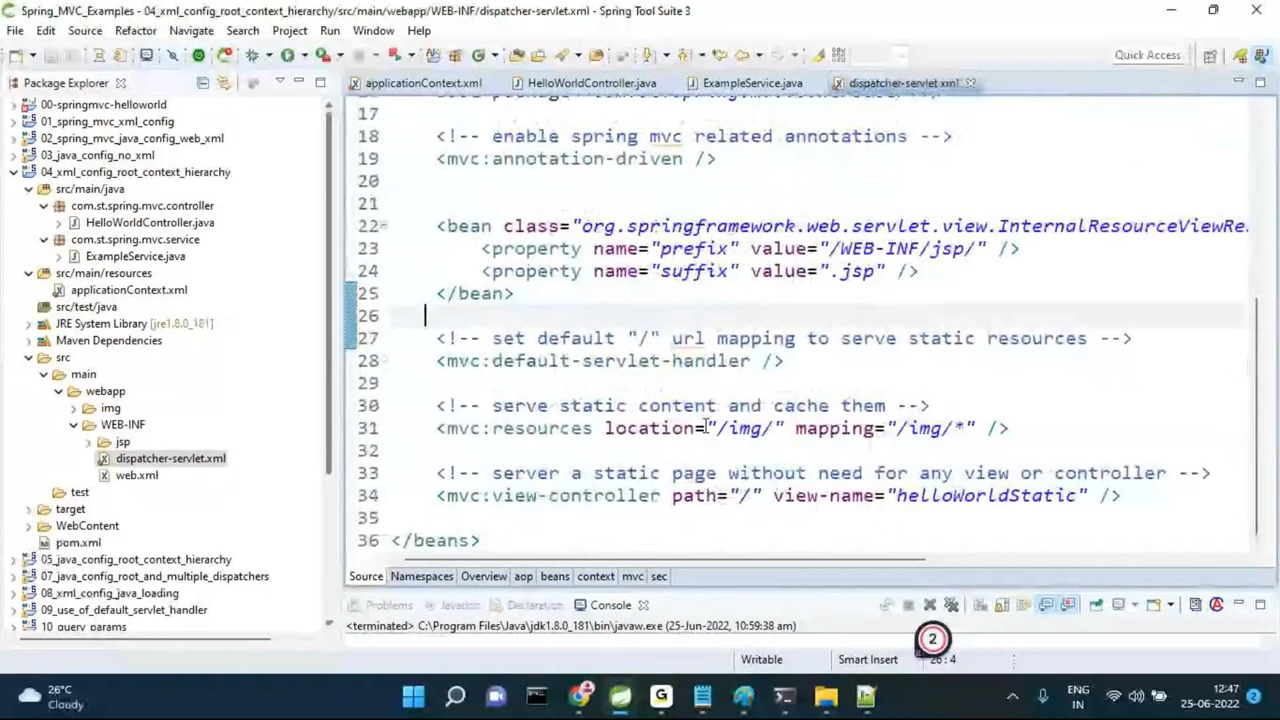 Spring_MVC_Examples - 04_xml_config_root_context_hierarchy/src/main/webapp/WEB-INF/dispatcher-servlet.xml - Spring Tool Suite 3
File Edit Source Refactor Navigate Search Project Run Window Help
Quick Access
Package Explorer
applicationContext.xml HelloWorldController.java ExampleService.java dispatcher-servlet.xml
00-springmvc-helloworld
01_spring_mvc_xml_config
02_spring_mvc_java_config_web_xml
03_java_config_no_xml
04_xml_config_root_context_hierarchy
src/main/java
com.st.spring.mvc.controller
HelloWorldController.java
com.st.spring.mvc.service
ExampleService.java
src/main/resources
applicationContext.xml
src/test/java
JRE System Library [jre1.8.0_181]
Maven Dependencies
src
main
webapp
img
WEB-INF
jsp
dispatcher-servlet.xml
web.xml
test
target
WebContent
pom.xml
05_java_config_root_context_hierarchy
07_java_config_root_and_multiple_dispatchers
08_xml_config_java_loading
09_use_of_default_servlet_handler
10_query_params
17
18 <!-- enable spring mvc related annotations -->
19 <mvc:annotation-driven />
20
21
22 <bean class="org.springframework.web.servlet.view.InternalResourceViewRe
23 <property name="prefix" value="/WEB-INF/jsp/" />
24 <property name="suffix" value=".jsp" />
25 </bean>
26
27 <!-- set default "/" url mapping to serve static resources -->
28 <mvc:default-servlet-handler />
29
30 <!-- serve static content and cache them -->
31 <mvc:resources location="/img/" mapping="/img/*" />
32
33 <!-- server a static page without need for any view or controller -->
34 <mvc:view-controller path="/" view-name="helloWorldStatic" />
35
36 </beans>
Source Namespaces Overview aop beans context mvc sec
Problems Javadoc Declaration Console
<terminated> C:\Program Files\Java\jdk1.8.0_181\bin\javaw.exe (25-Jun-2022, 10:59:38 am)
2
Writable Smart Insert 26 : 4
26°C
Cloudy
ENG
IN
12:47
25-06-2022
2